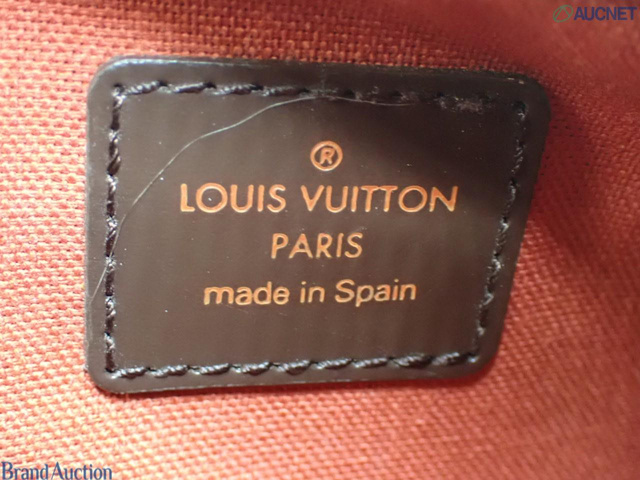 AUCNET
®
LOUIS VUITTON
PARIS
made in Spain
Brand Auction